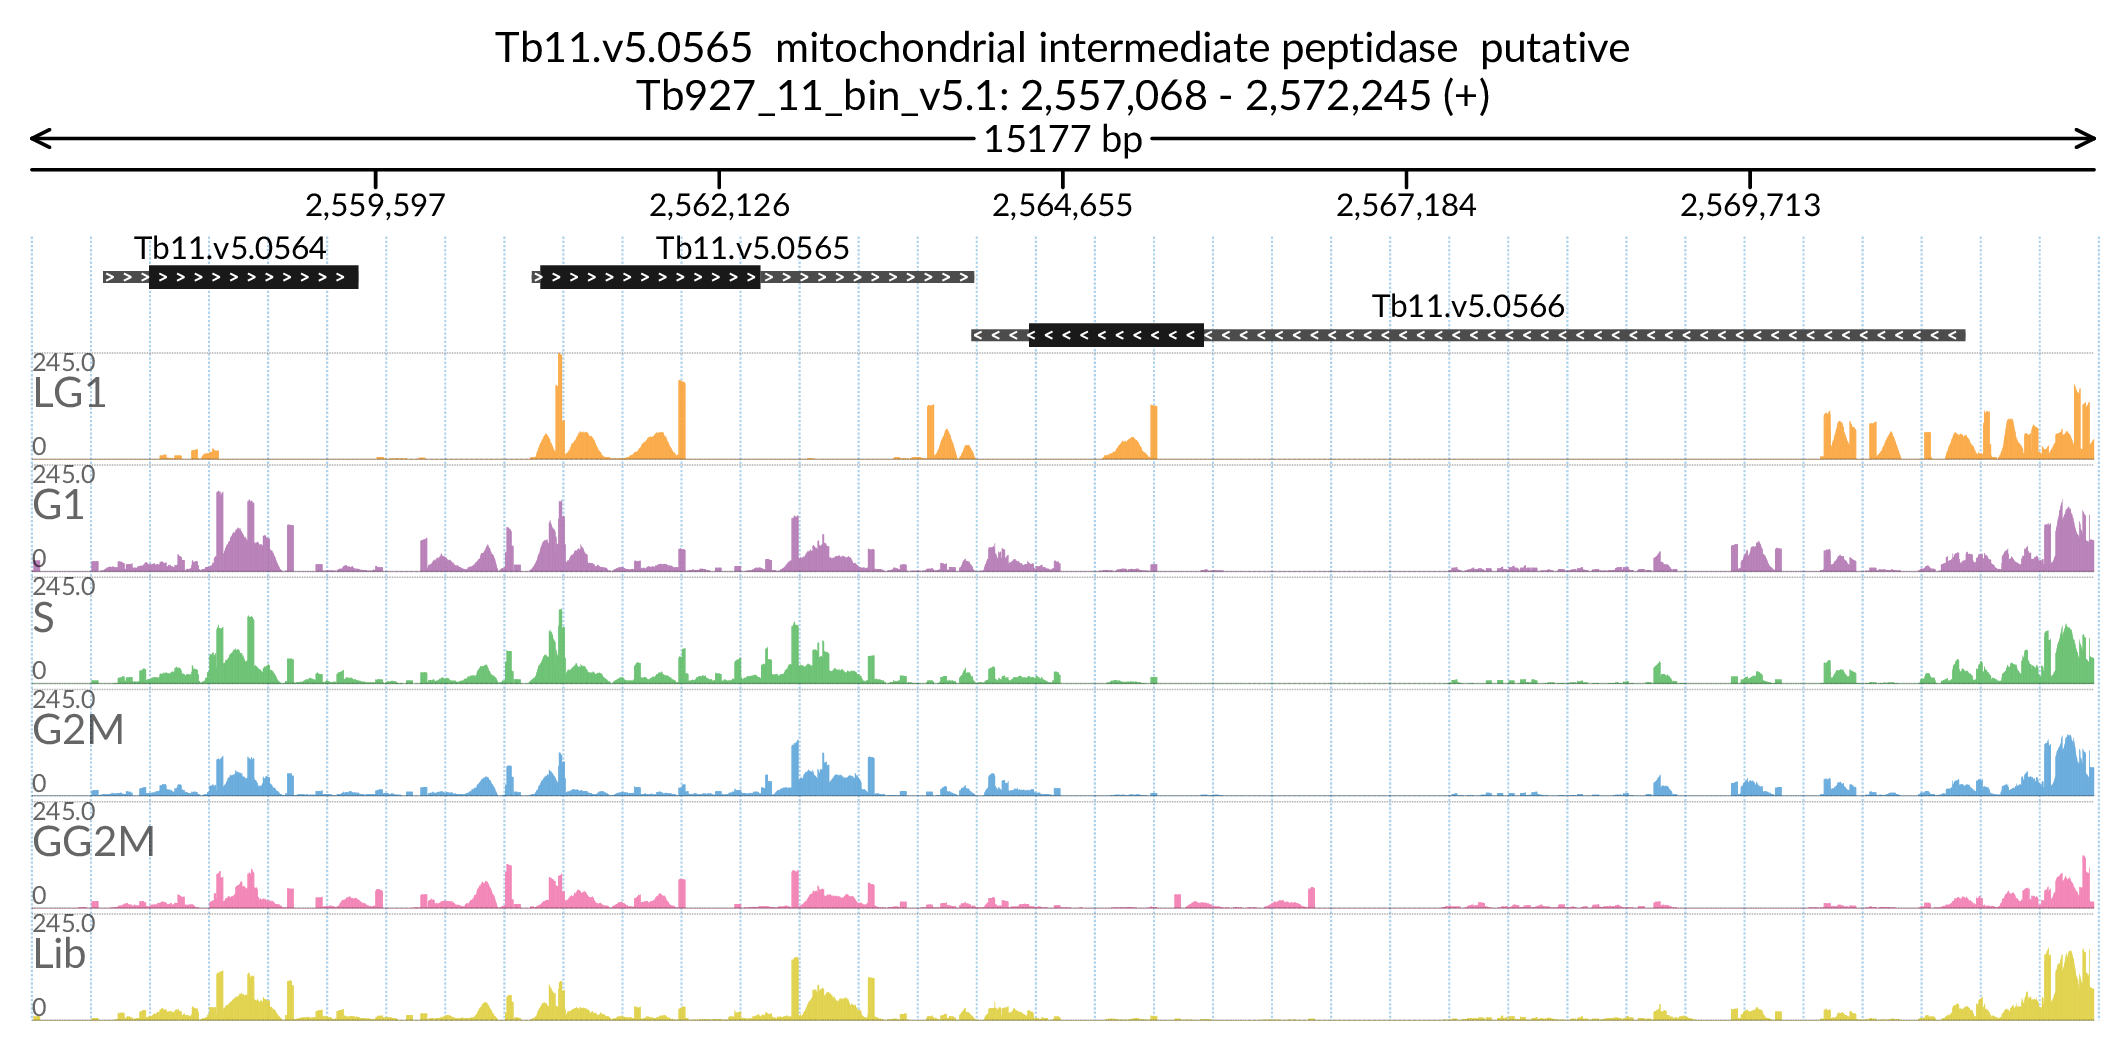 Tb11.v5.0565  mitochondrial intermediate peptidase  putative
Tb927_11_bin_v5.1: 2,557,068 - 2,572,245 (+)
15177 bp
2,559,597 2,562,126 2,564,655 2,567,184 2,569,713
Tb11.v5.0564 Tb11.v5.0565
Tb11.v5.0566
245.0
LG1
0
245.0
G1
0
245.0
S
0
245.0
G2M
0
245.0
GG2M
0
245.0
Lib
0